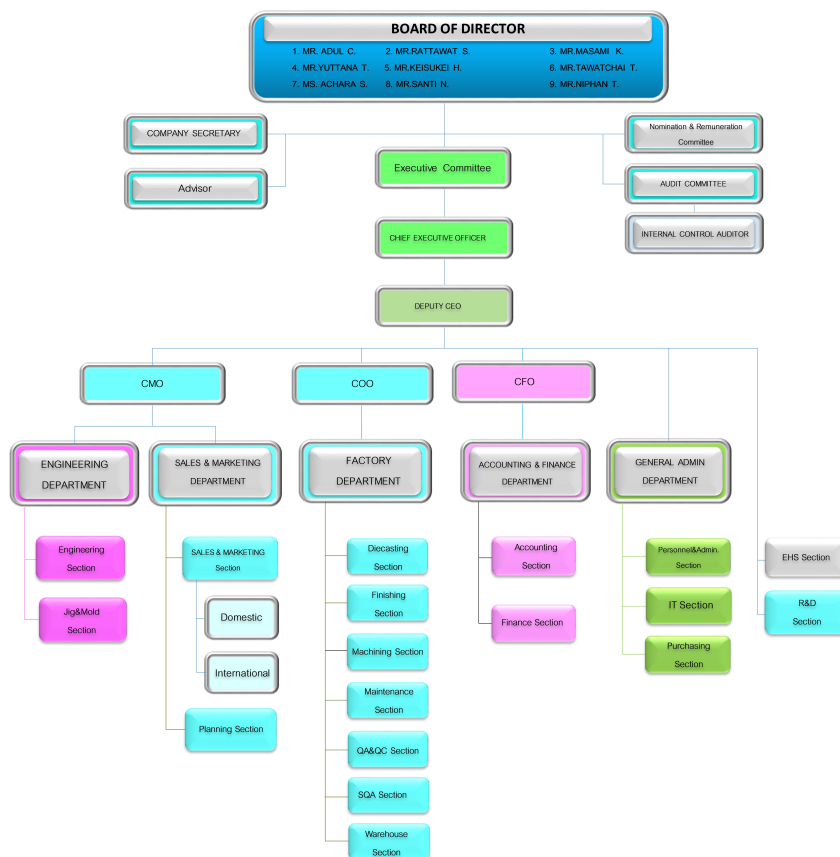 BOARD OF DIRECTOR
1. MR. ADUL C. 2. MR.RATTAWAT S. 3. MR.MASAMI K.
4. MR.YUTTANA T. 5. MR.KEISUKEI H. 6. MR.TAWATCHAI T.
7. MS. ACHARA S. 8. MR.SANTI N. 9. MR.NIPHAN T.
COMPANY SECRETARY
Nomination & Remuneration
Committee
Executive Committee
Advisor
AUDIT COMMITTEE
CHIEF EXECUTIVE OFFICER
INTERNAL CONTROL AUDITOR
DEPUTY CEO
CMO
COO
CFO
ENGINEERING
DEPARTMENT
SALES & MARKETING
DEPARTMENT
FACTORY
DEPARTMENT
ACCOUNTING & FINANCE
DEPARTMENT
GENERAL ADMIN
DEPARTMENT
Engineering
Section
Jig&Mold
Section
SALES & MARKETING
Section
Domestic
International
Planning Section
Diecasting
Section
Finishing
Section
Machining Section
Maintenance
Section
QA&QC Section
SQA Section
Warehouse
Section
Accounting
Section
Finance Section
Personnel&Admin.
Section
IT Section
Purchasing
Section
EHS Section
R&D
Section